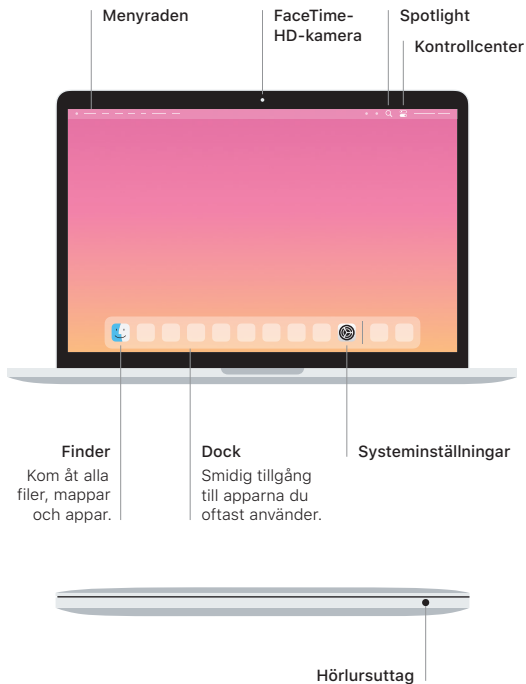 Menyraden
FaceTime-
HD-kamera
Spotlight
Kontrollcenter
Finder
Kom åt alla
filer, mappar
och appar.
Dock
Smidig tillgång
till apparna du
oftast använder.
Systeminställningar
Hörlursuttag